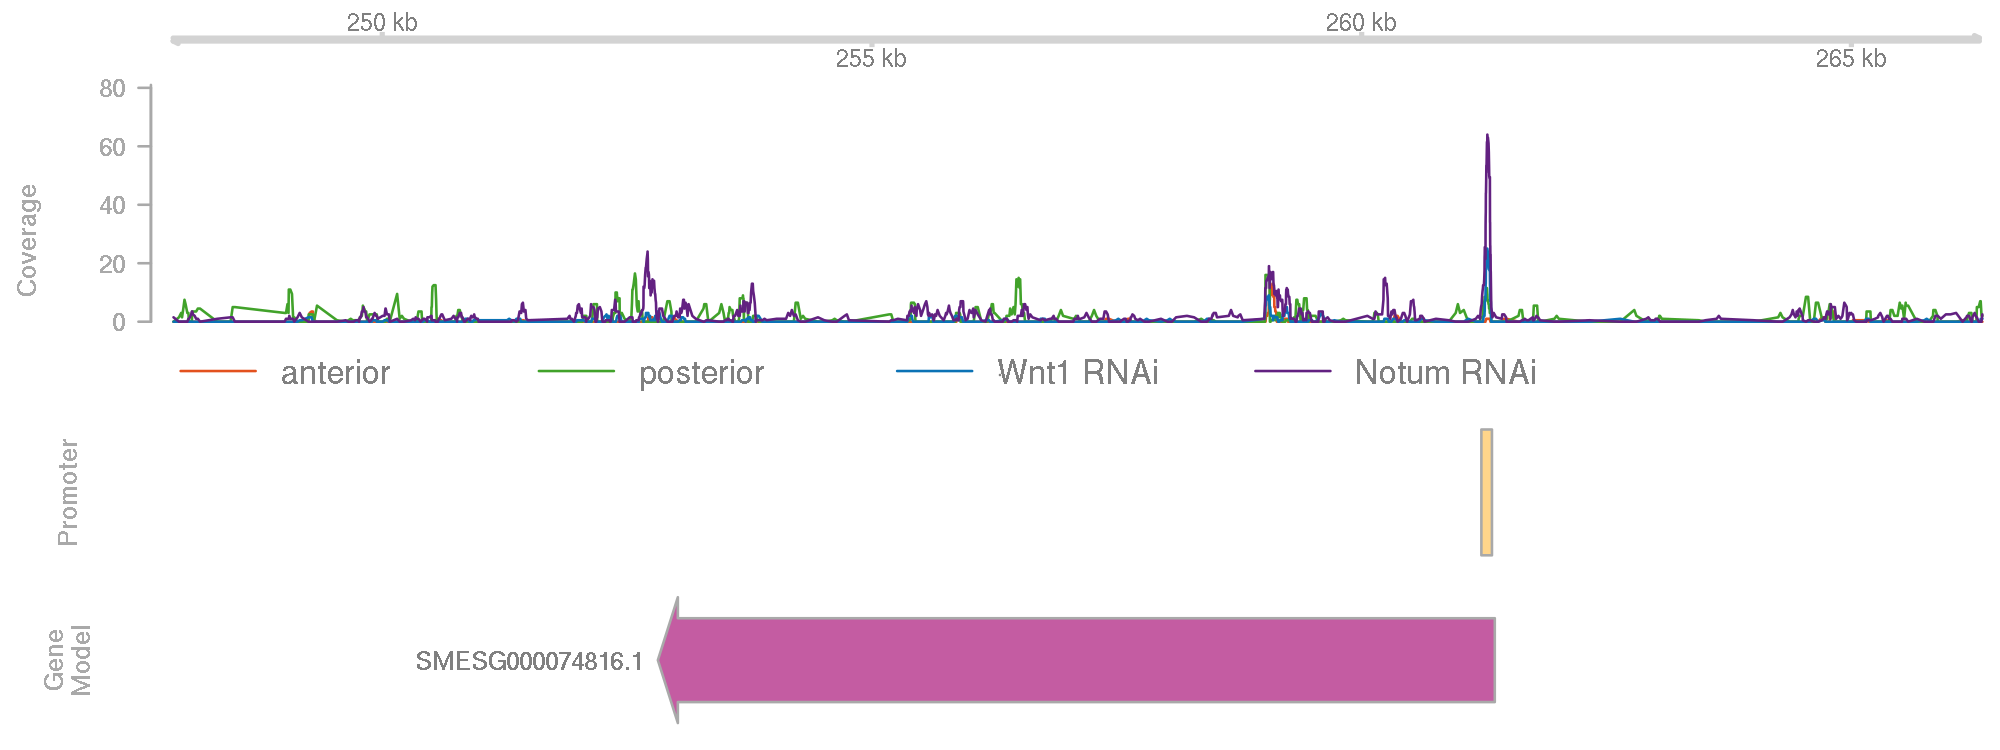 250 kb
260 kb
255 kb
265 kb
80
60
40
20
0
Coverage
anterior
posterior
Wnt1 RNAi
Notum RNAi
Promoter
Gene
Model
SMESG000074816.1